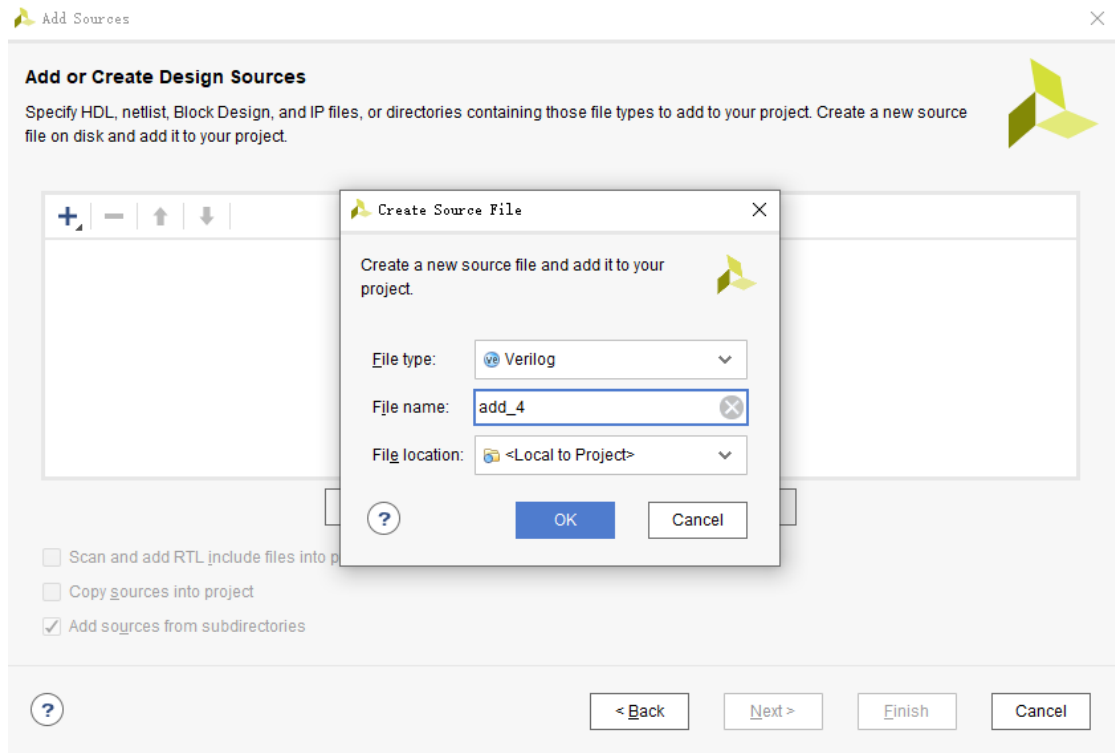 Add Sources
Add or Create Design Sources
Specify HDL, netlist, Block Design, and IP files, or directories containing those file types to add to your project. Create a new source
file on disk and add it to your project.
Create Source File
Create a new source file and add it to your
project.
File type:
Verilog
File name:
add_4
File location:
<Local to Project>
?
OK
Cancel
Scan and add RTL include files into p
Copy sources into project
Add sources from subdirectories
?
< Back
Next >
Finish
Cancel